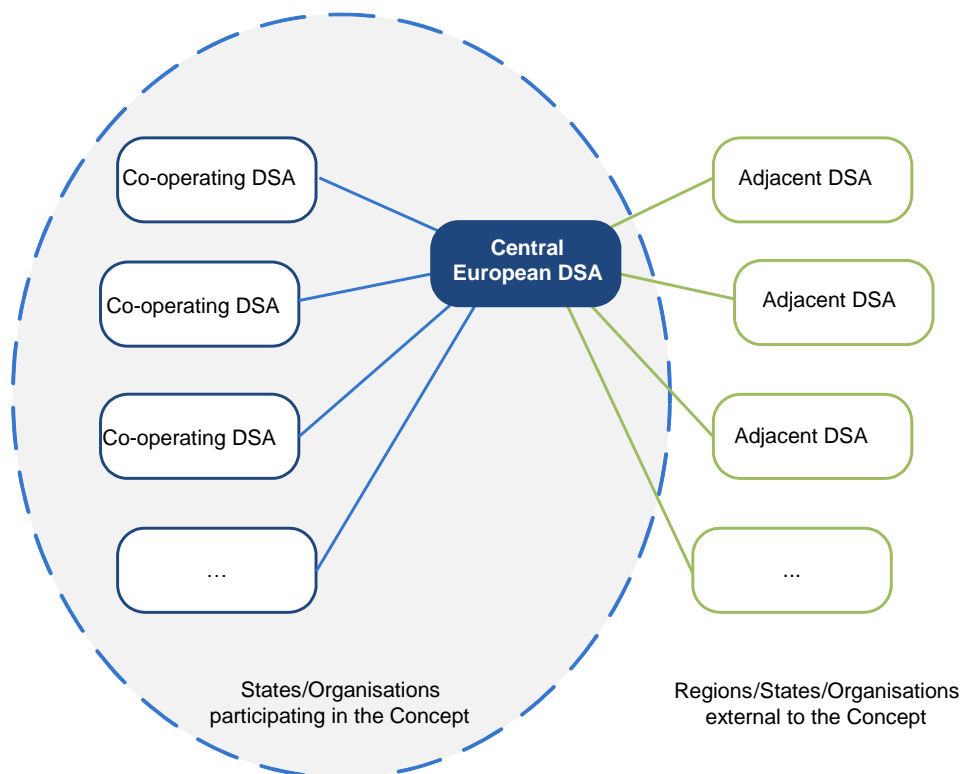 Co-operating DSA
Adjacent DSA
Central
European DSA
Co-operating DSA
Adjacent DSA
Co-operating DSA
Adjacent DSA
…
...
States/Organisations
participating in the Concept
Regions/States/Organisations
external to the Concept